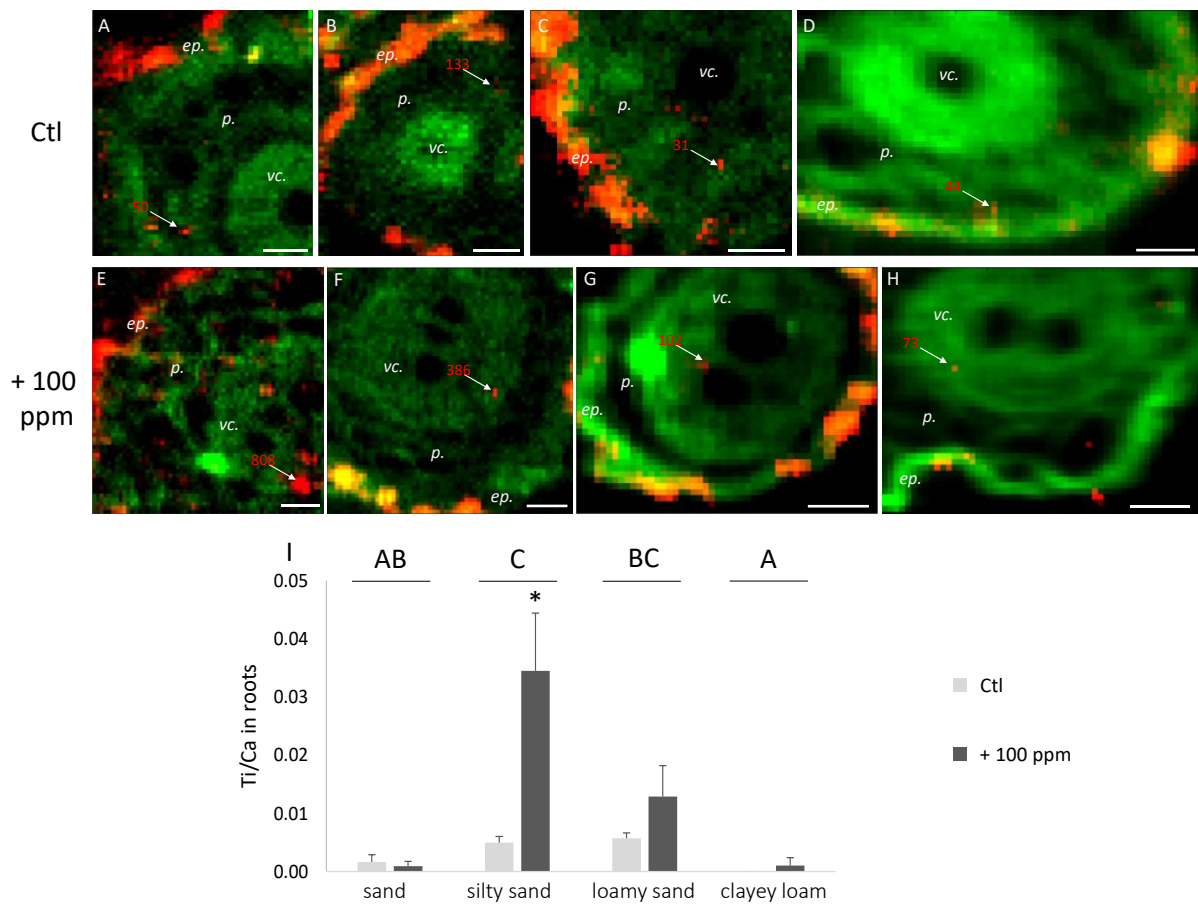 A
ep.
p.
vc.
50
B
ep.
133
p.
vc.
C
vc.
p.
31
ep.
D
vc.
p.
44
ep.
Ctl
E
ep.
p.
vc.
808
F
vc.
386
p.
ep.
G
vc.
102
p.
ep.
H
vc.
73
p.
ep.
+ 100
ppm
I
AB C BC A
0.05
*
0.04
0.03
0.02
0.01
0.00
Ti/Ca in roots
sand silty sand loamy sand clayey loam
Ctl
+ 100 ppm